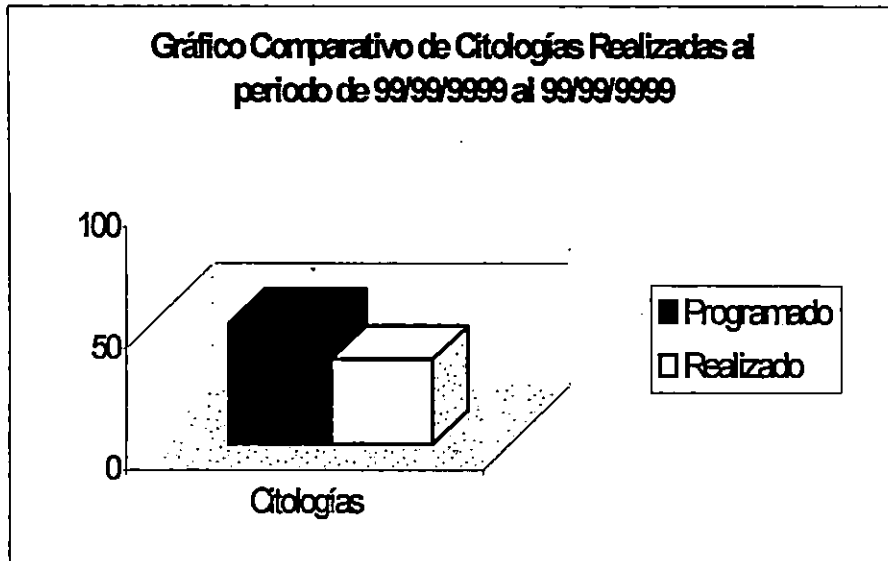 Gráfico Comparativo de Citologías Realizadas al
periodo de 99/99/9999 al 99/99/9999
100
50
0
Citologías
Programado
Realizado